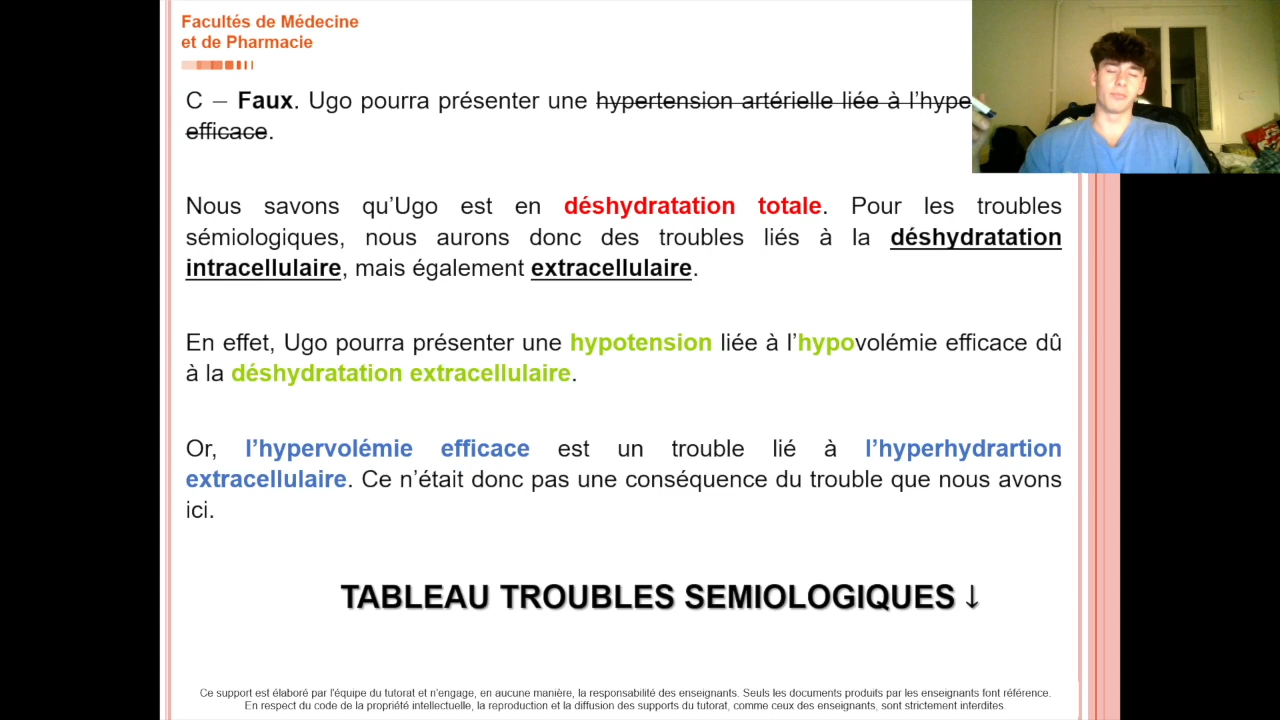 Facultés de Médecine
et de Pharmacie
C – Faux. Ugo pourra présenter une hypertension artérielle liée à l’hype
efficace.
Nous savons qu’Ugo est en déshydratation totale. Pour les troubles
sémiologiques, nous aurons donc des troubles liés à la déshydratation
intracellulaire, mais également extracellulaire.
En effet, Ugo pourra présenter une hypotension liée à l’hypovolémie efficace dû
à la déshydratation extracellulaire.
Or, l’hypervolémie efficace est un trouble lié à l’hyperhydrartion
extracellulaire. Ce n’était donc pas une conséquence du trouble que nous avons
ici.
TABLEAU TROUBLES SEMIOLOGIQUES ↓
Ce support est élaboré par l’équipe du tutorat et n’engage, en aucune manière, la responsabilité des enseignants. Seuls les documents produits par les enseignants font référence.
En respect du code de la propriété intellectuelle, la reproduction et la diffusion des supports du tutorat, comme ceux des enseignants, sont strictement interdites.